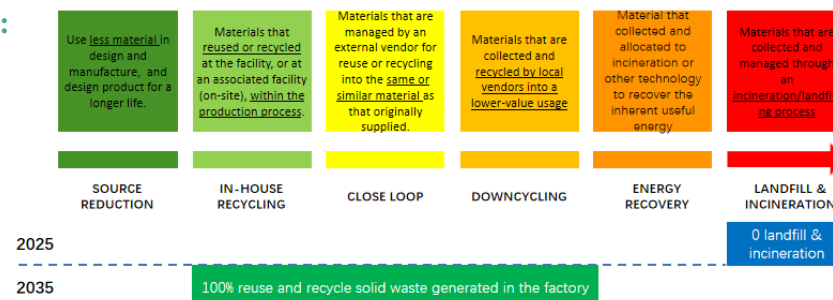 :
Use less material in
design and
manufacture, and
design product for a
longer life.
Materials that
reused or recycled
at the facility, or at
an associated facility
(on-site), within the
production process.
Materials that are
managed by an
external vendor for
reuse or recycling
into the same or
similar material as
that originally
supplied.
Materials that are
collected and
recycled by local
vendors into a
lower-value usage
Material that
collected and
allocated to
incineration or
other technology
to recover the
inherent useful
energy
Materials that are
collected and
managed through
an
incineration/landfilli
ng process
SOURCE
REDUCTION
IN-HOUSE
RECYCLING
CLOSE LOOP
DOWNCYCLING
ENERGY
RECOVERY
LANDFILL &
INCINERATION
2025
0 landfill &
incineration
2035
100% reuse and recycle solid waste generated in the factory